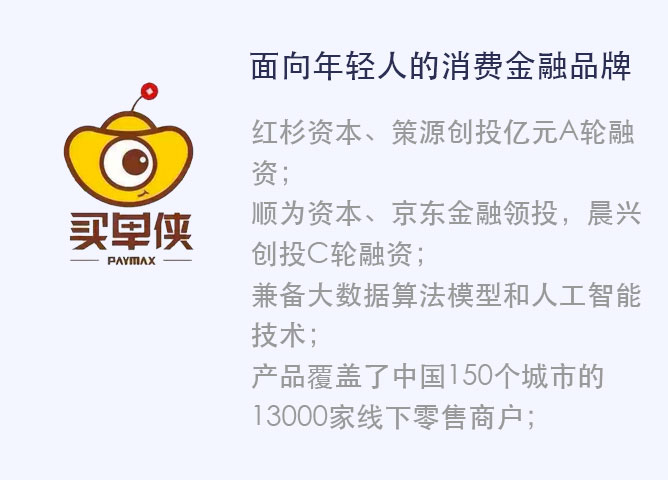 面向年轻人的消费金融品牌
红杉资本、策源创投亿元A轮融
资；
顺为资本、京东金融领投，晨兴
创投C轮融资；
兼备大数据算法模型和人工智能
技术；
产品覆盖了中国150个城市的
13000家线下零售商户；
买单侠
PAYMAX